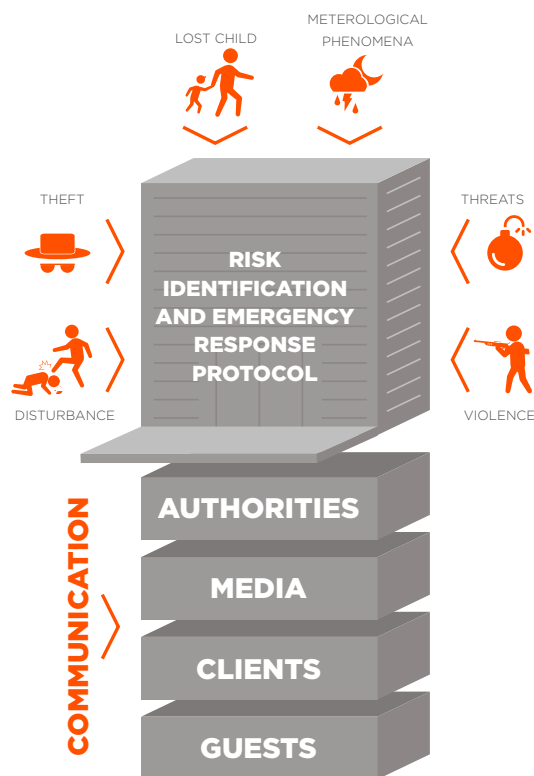 LOST CHILD
METEROLOGICAL
PHENOMENA
THEFT
THREATS
RISK
IDENTIFICATION
AND EMERGENCY
RESPONSE
PROTOCOL
DISTURBANCE
VIOLENCE
COMMUNICATION
AUTHORITIES
MEDIA
CLIENTS
GUESTS